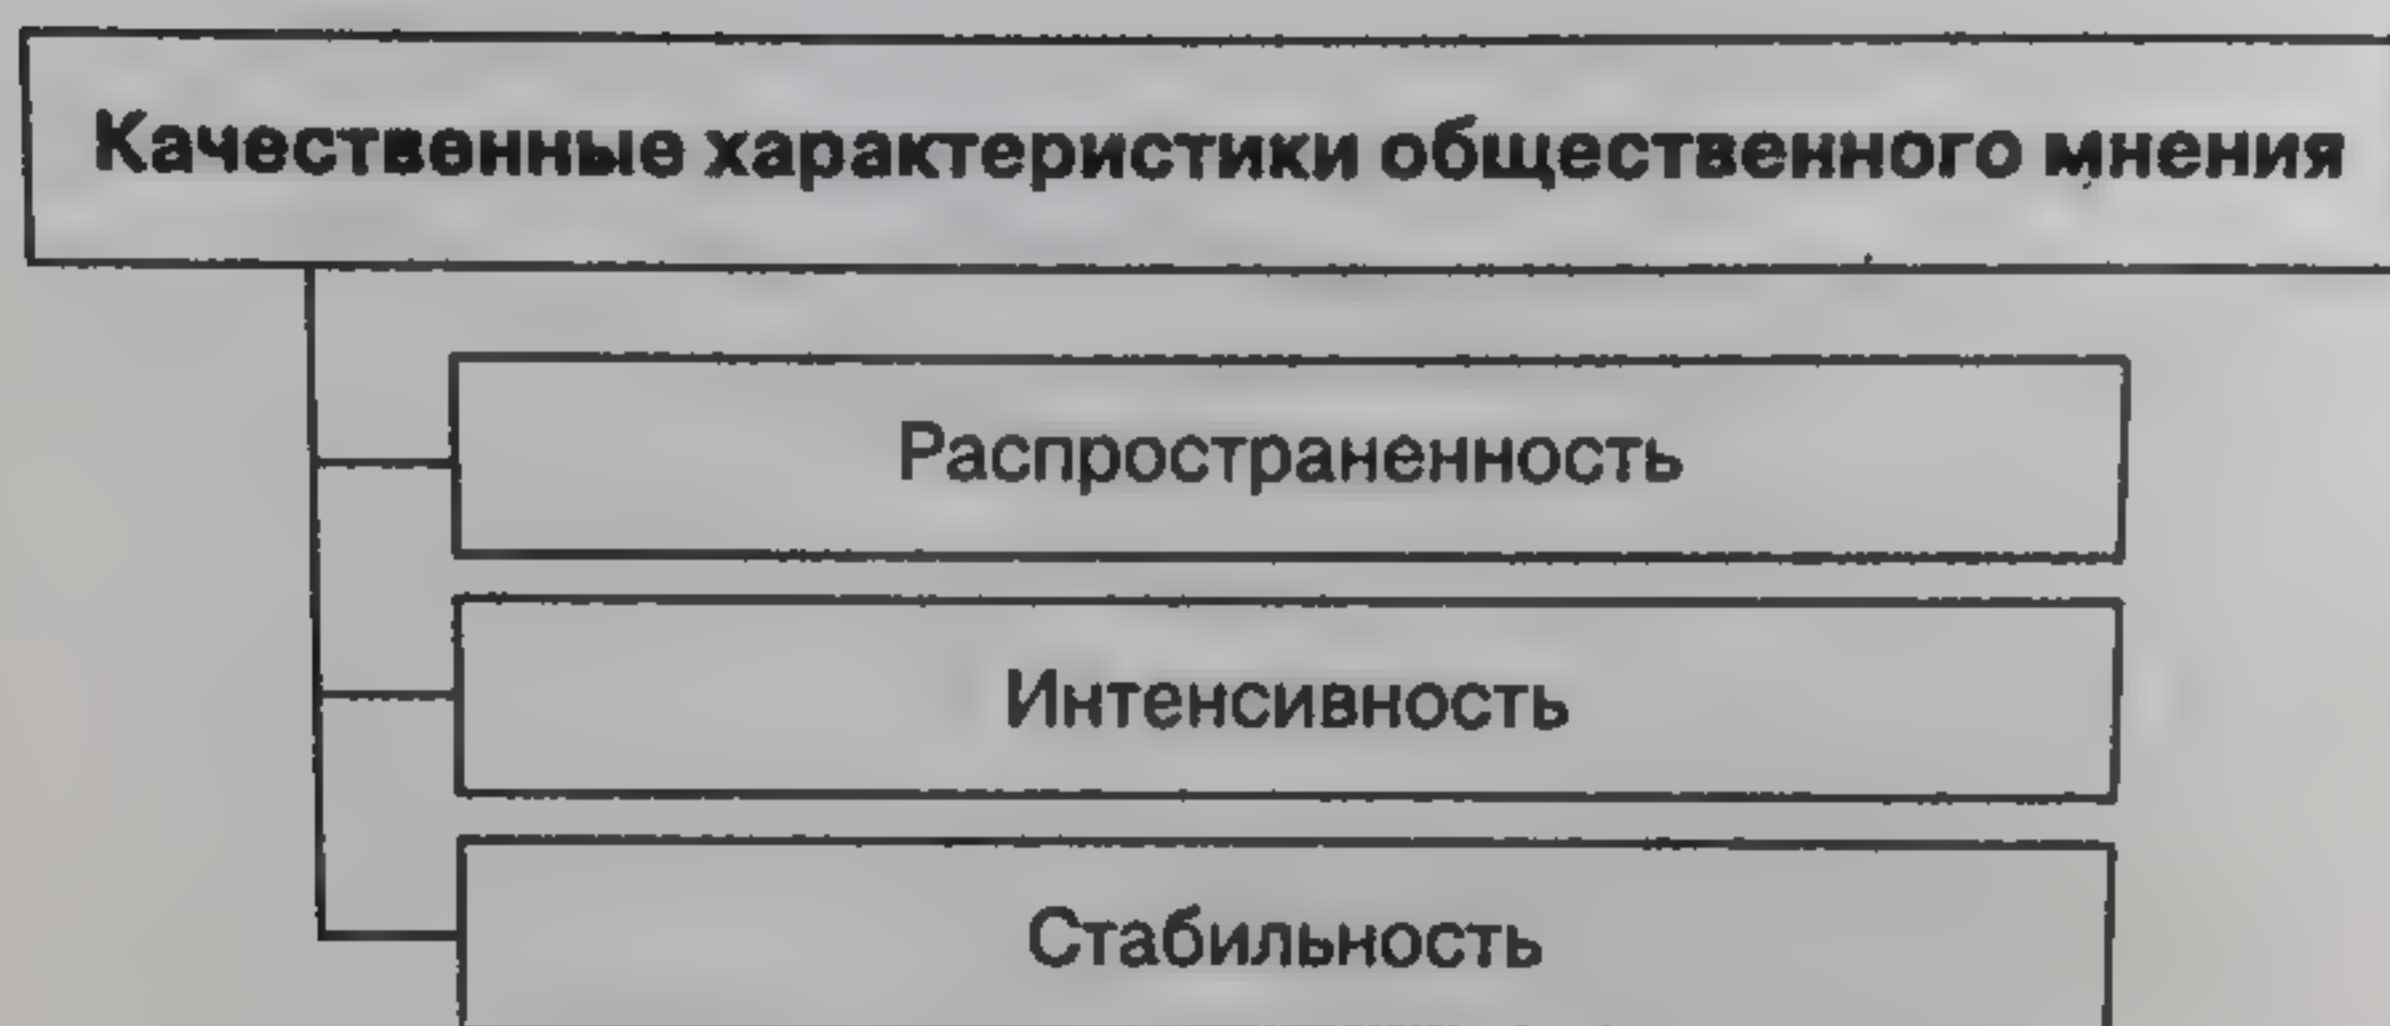 Качественные характеристики общественного мнения
Распространенность
Интенсивность
Стабильность